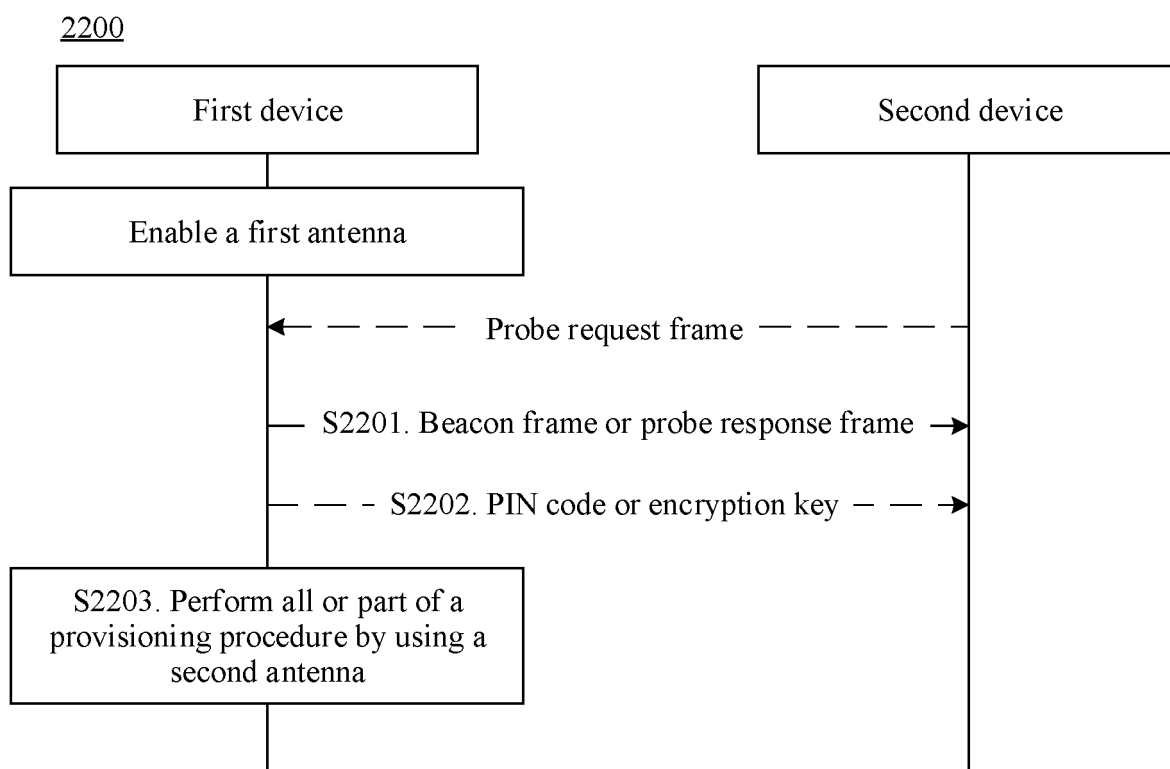 2200
First device
Second device
Enable a first antenna
Probe request frame
S2201. Beacon frame or probe response frame
S2202. PIN code or encryption key
S2203. Perform all or part of a
provisioning procedure by using a
second antenna